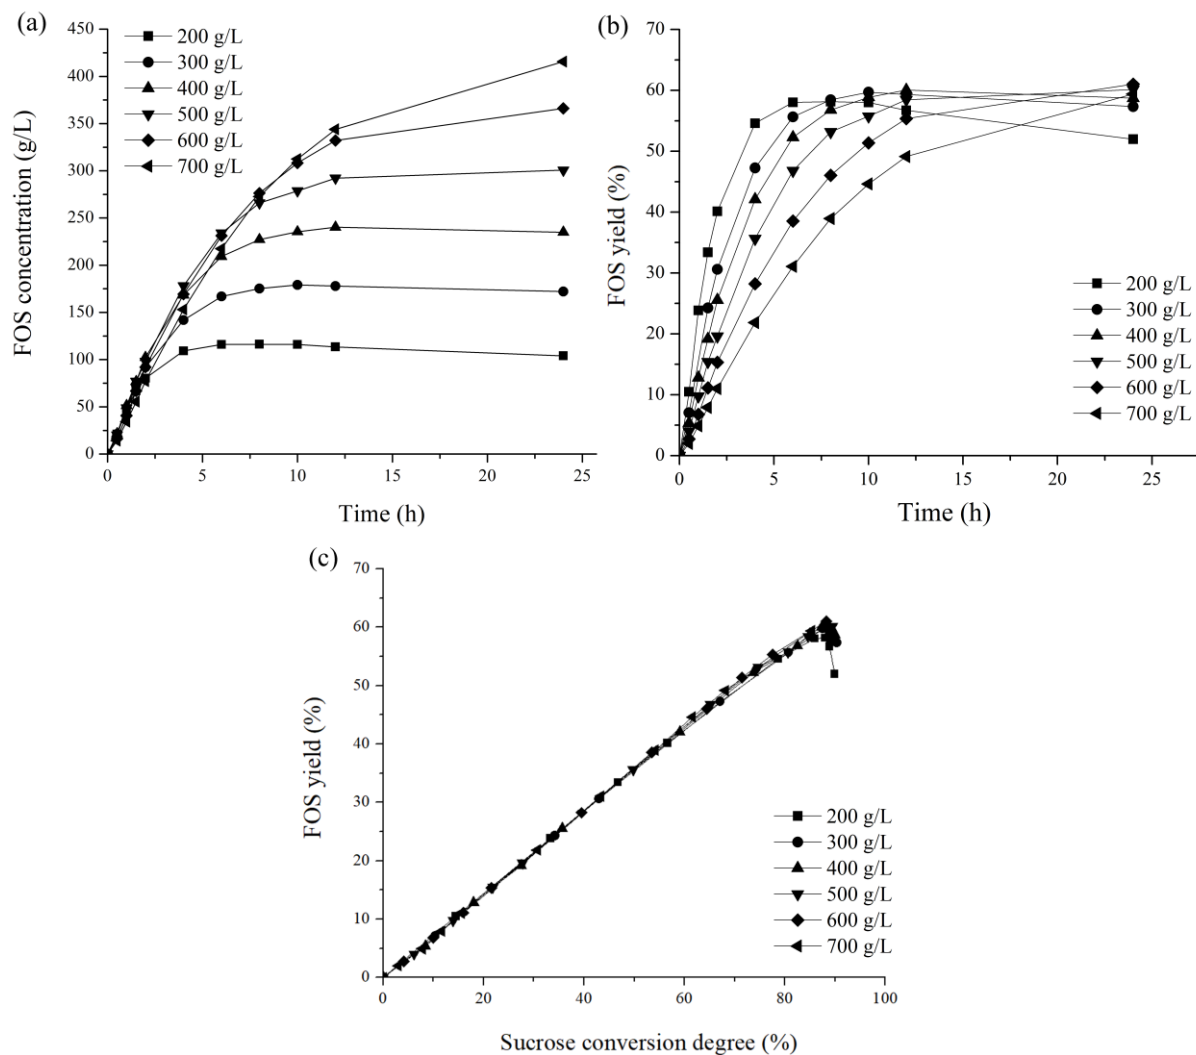 (a)
450
400
350
300
250
200
150
100
50
0
FOS concentration (g/L)
200 g/L
300 g/L
400 g/L
500 g/L
600 g/L
700 g/L
0 5 10 15 20 25
Time (h)
(b)
70
60
50
40
30
20
10
0
FOS yield (%)
200 g/L
300 g/L
400 g/L
500 g/L
600 g/L
700 g/L
0 5 10 15 20 25
Time (h)
(c)
70
60
50
40
30
20
10
0
FOS yield (%)
200 g/L
300 g/L
400 g/L
500 g/L
600 g/L
700 g/L
0 20 40 60 80 100
Sucrose conversion degree (%)